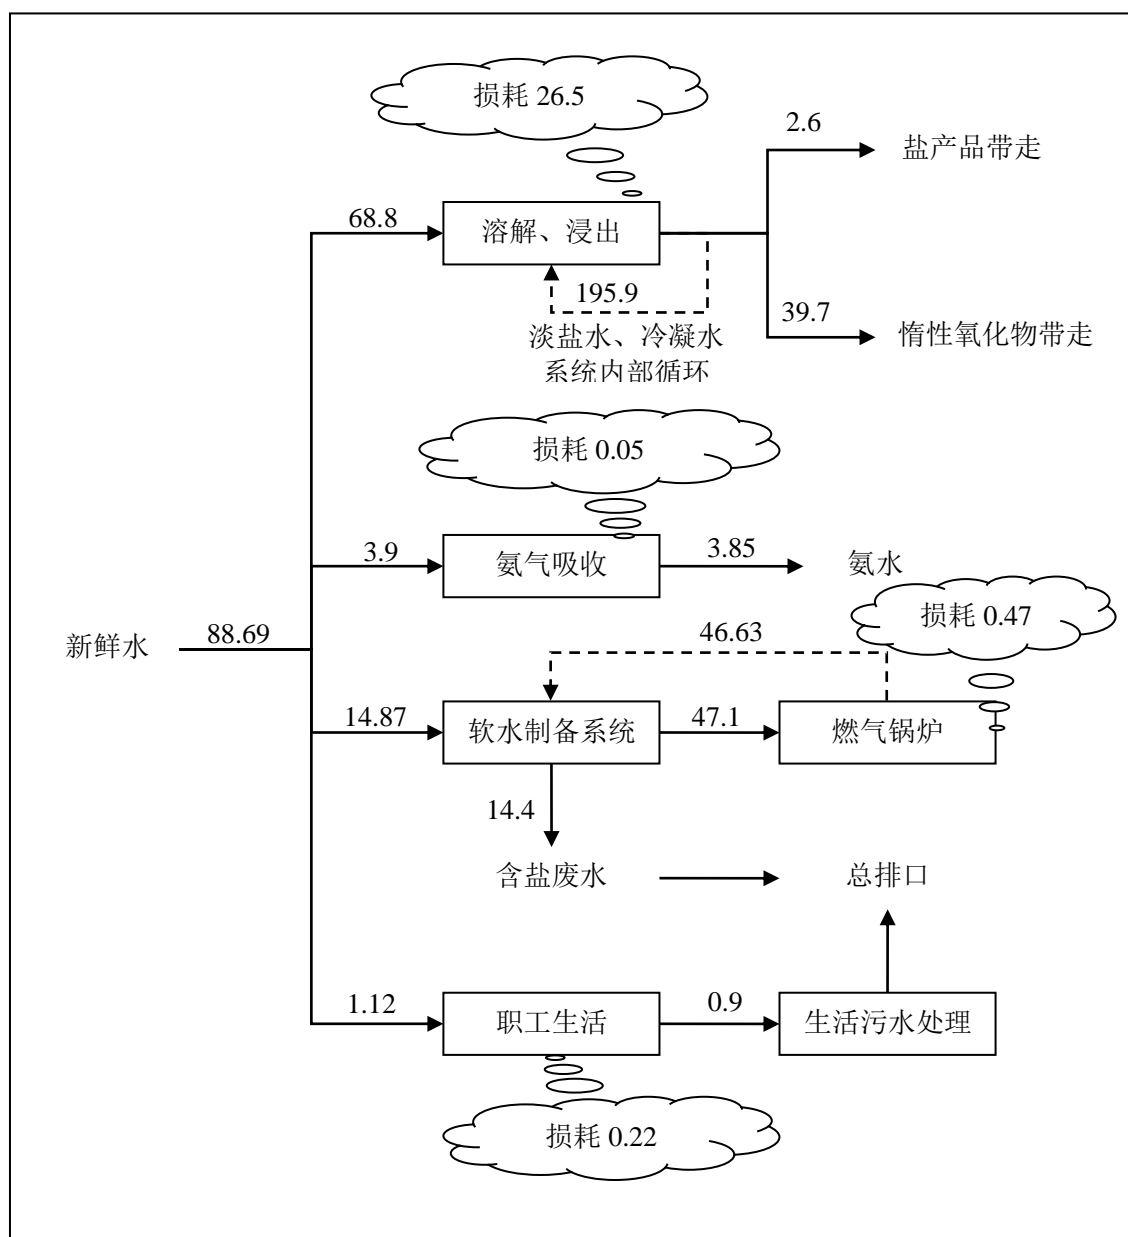 损耗 26.5
2.6
盐产品带走
68.8
溶解、浸出
195.9
39.7
淡盐水、冷凝水
系统内部循环
惰性氧化物带走
损耗 0.05
3.9
氨气吸收
3.85
氨水
损耗 0.47
新鲜水
88.69
46.63
14.87
软水制备系统
47.1
燃气锅炉
14.4
含盐废水
总排口
1.12
职工生活
0.9
生活污水处理
损耗 0.22